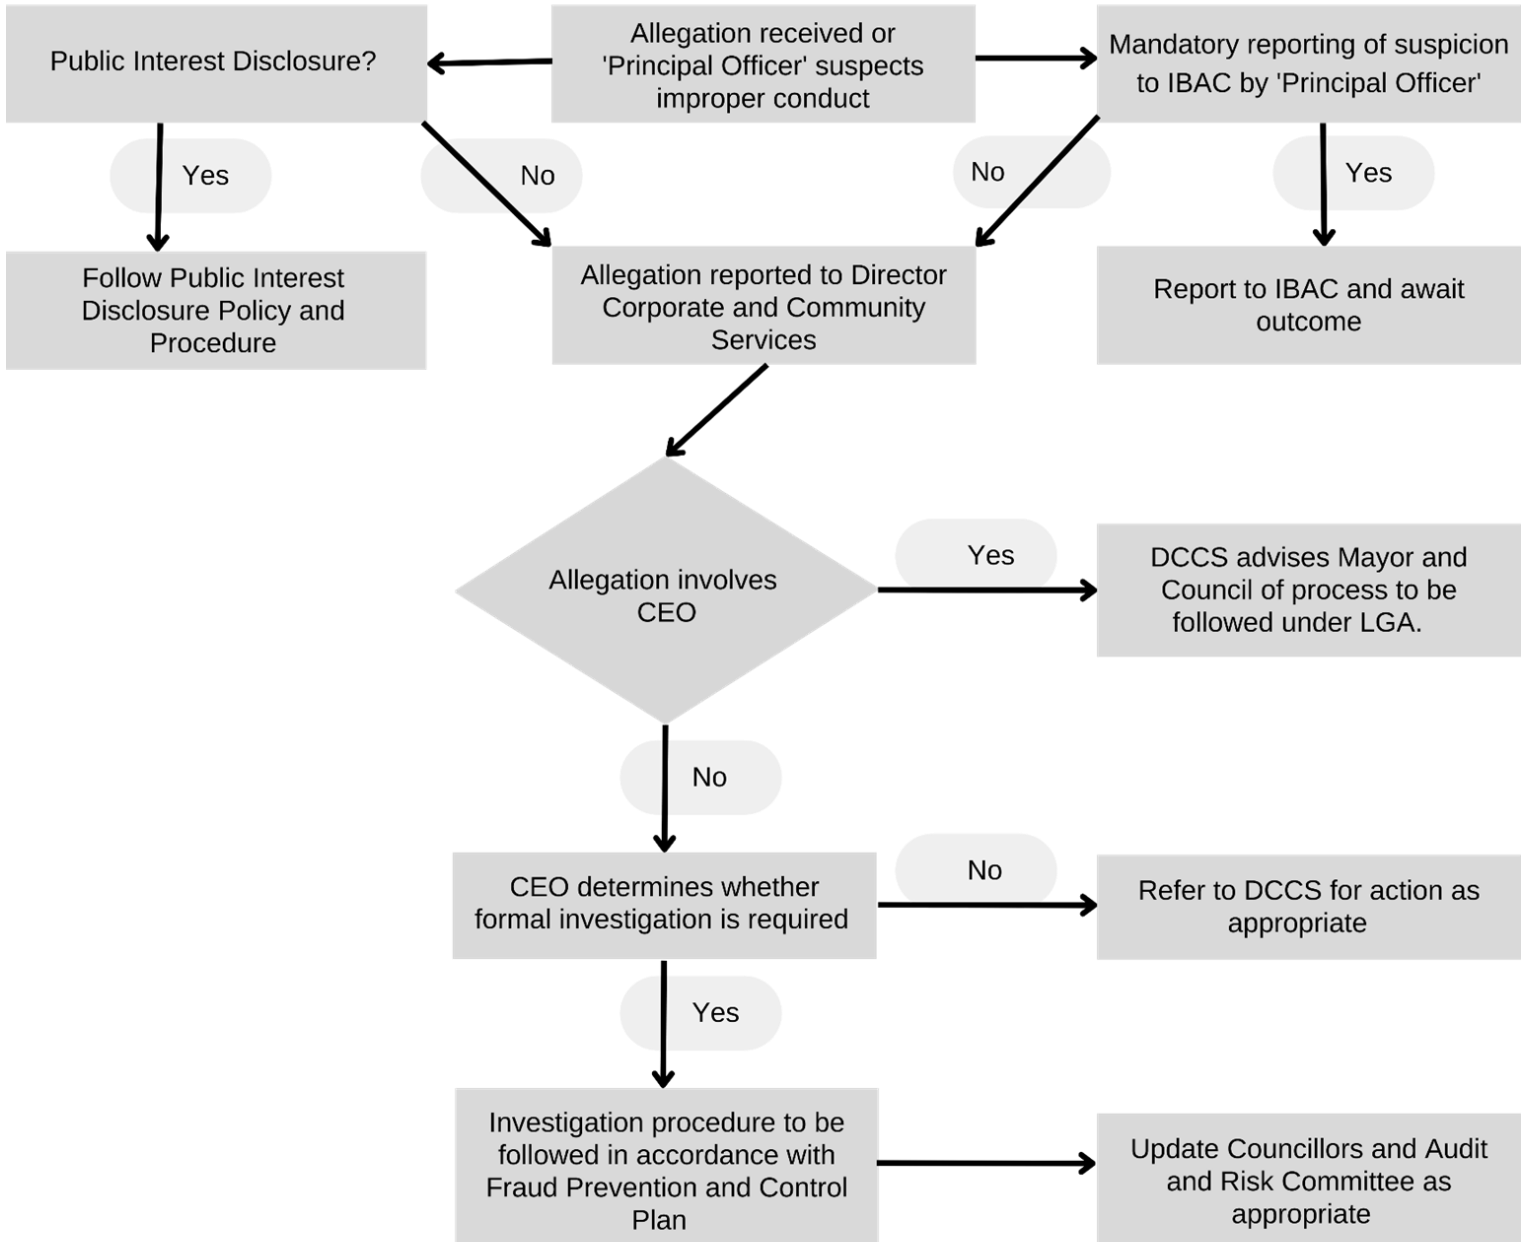 Public Interest Disclosure?
Allegation received or
'Principal Officer' suspects
improper conduct
Mandatory reporting of suspicion
to IBAC by 'Principal Officer'
Yes
No
No
Yes
Follow Public Interest
Disclosure Policy and
Procedure
Allegation reported to Director
Corporate and Community
Services
Report to IBAC and await
outcome
Allegation involves
CEO
Yes
DCCS advises Mayor and
Council of process to be
followed under LGA.
No
CEO determines whether
formal investigation is required
No
Refer to DCCS for action as
appropriate
Yes
Investigation procedure to be
followed in accordance with
Fraud Prevention and Control
Plan
Update Councillors and Audit
and Risk Committee as
appropriate